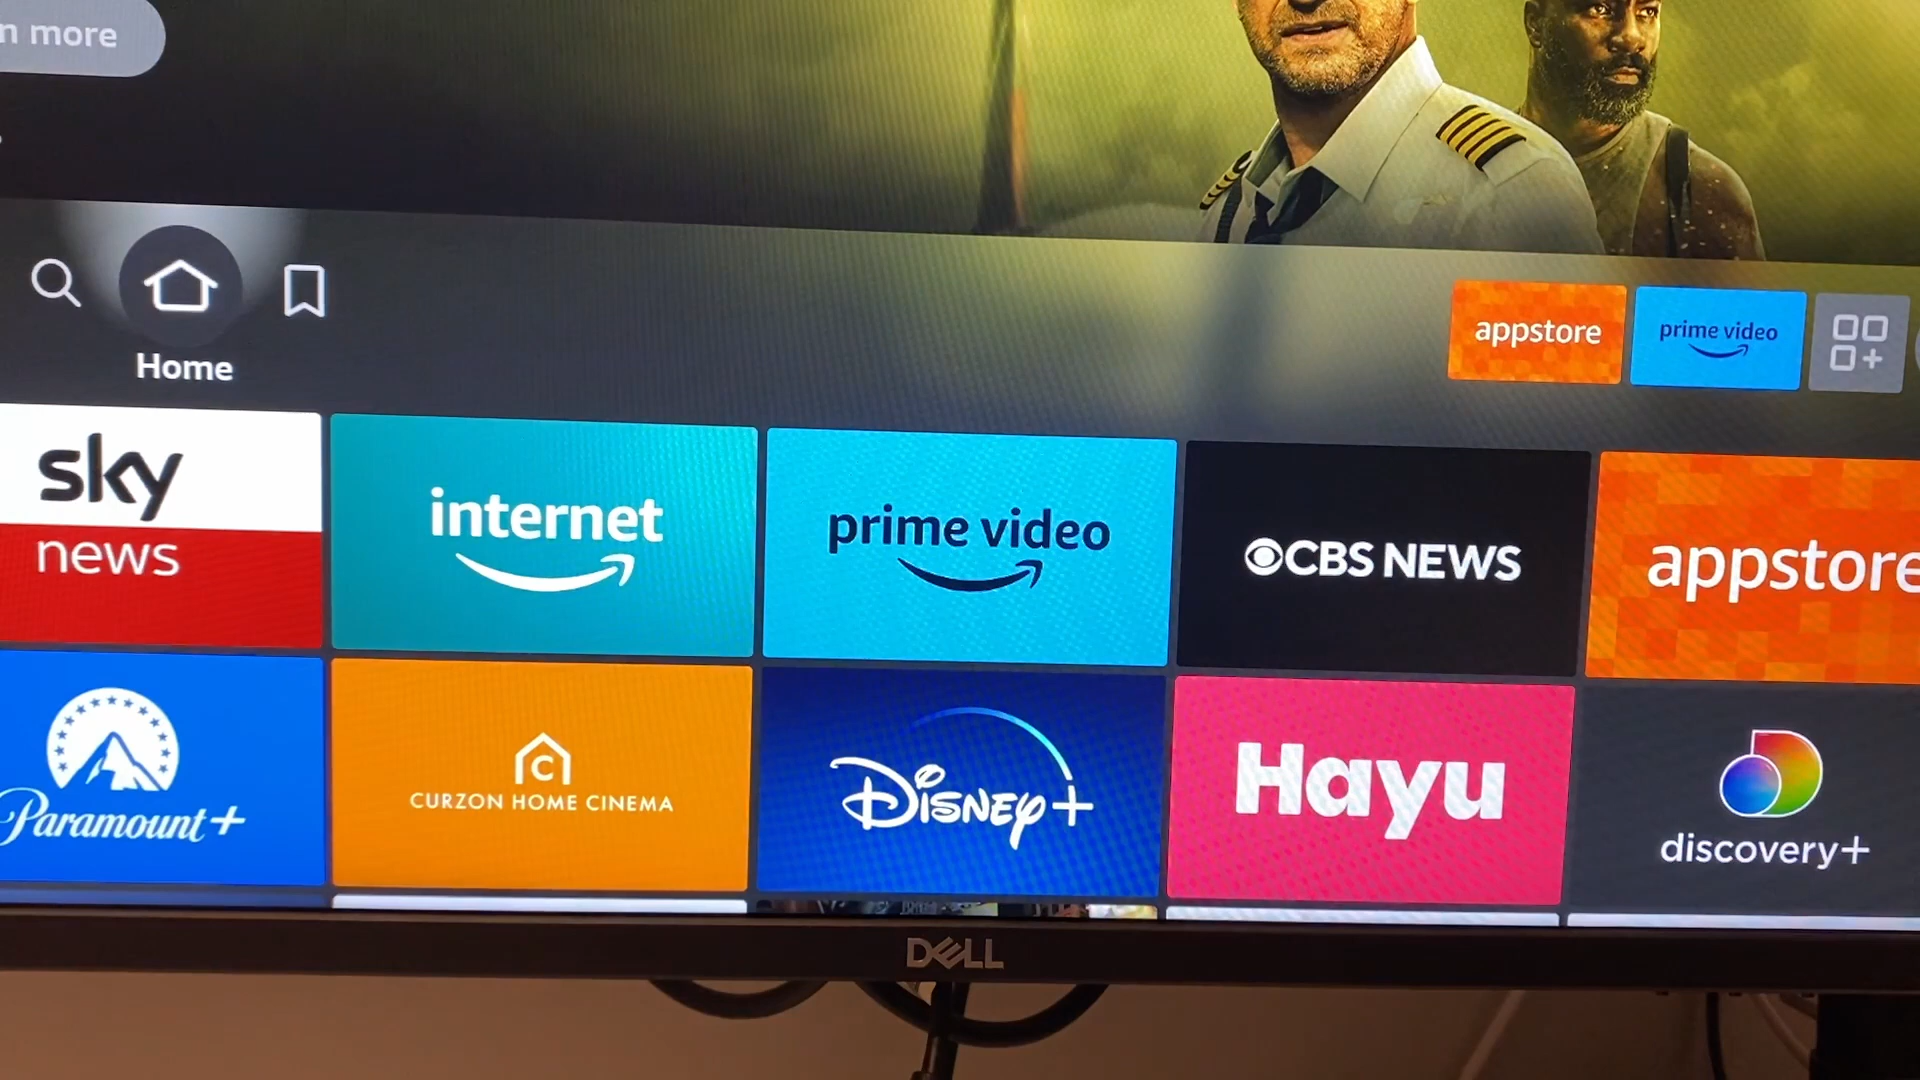 n more
Home
appstore
prime video
sky
news
internet
prime video
CBS NEWS
appstore
Paramount+
C
CURZON HOME CINEMA
Disney+
Hayu
discovery+
DELL